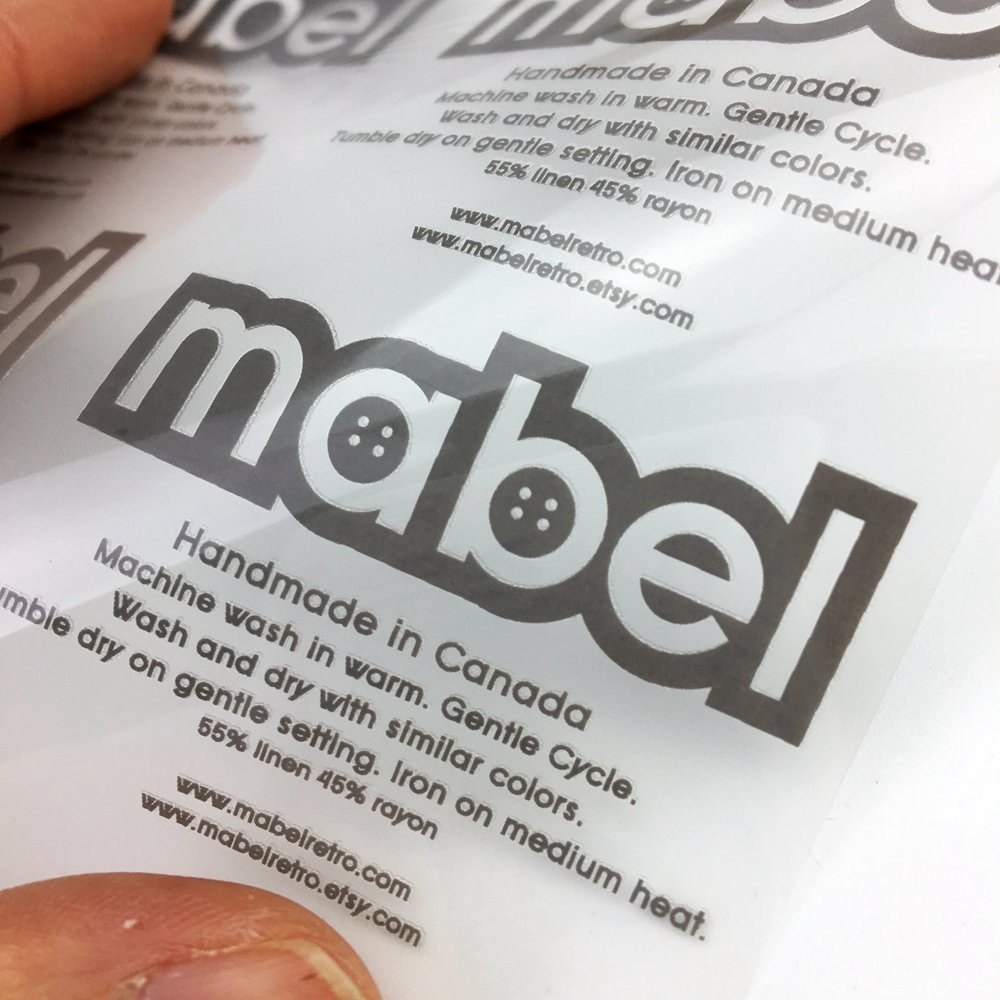 abel
mabel
Handmade in Canada
Machine wash in warm. Gentle Cycle.
Wash and dry with similar colors.
Tumble dry on gentle setting. Iron on medium heat
55% linen 45% rayon
www.mabelretro.com
www.mabelretro.etsy.com
el
mabel
Handmade in Canada
Machine wash in warm. Gentle Cycle.
Wash and dry with similar colors.
umble dry on gentle setting. Iron on medium heat.
55% linen 45% rayon
www.mabelretro.com
www.mabelretro.etsy.com